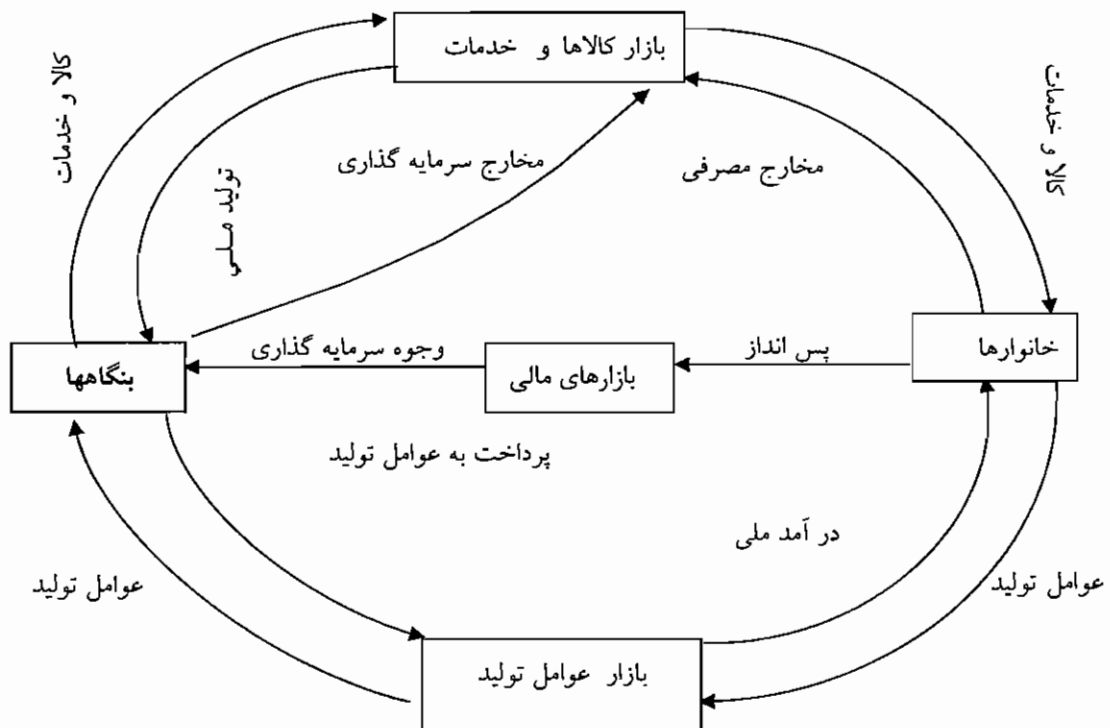 بازار کالاها و خدمات
کالا و خدمات
کالا و خدمات
مخارج سرمایه گذاری
مخارج مصرفی
تولید ملی
خانوارها
پس انداز
بازارهای مالی
وجوه سرمایه گذاری
بنگاهها
پرداخت به عوامل تولید
در آمد ملی
عوامل تولید
عوامل تولید
بازار عوامل تولید